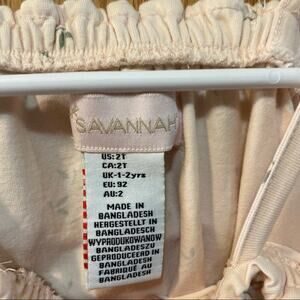 SAVANNAH
US:2T
CA:2T
UK-1-2yrs
EU: 92
AU:2
MADE IN
BANGLADESH
HERGESTELLT IN
BANGLADESCH
WYPRODUKOWANOW
BANGLADESZU
GEPRODUCEERD IN
BANGLADESH
FABRIQUÉ AU
BANGLADESH